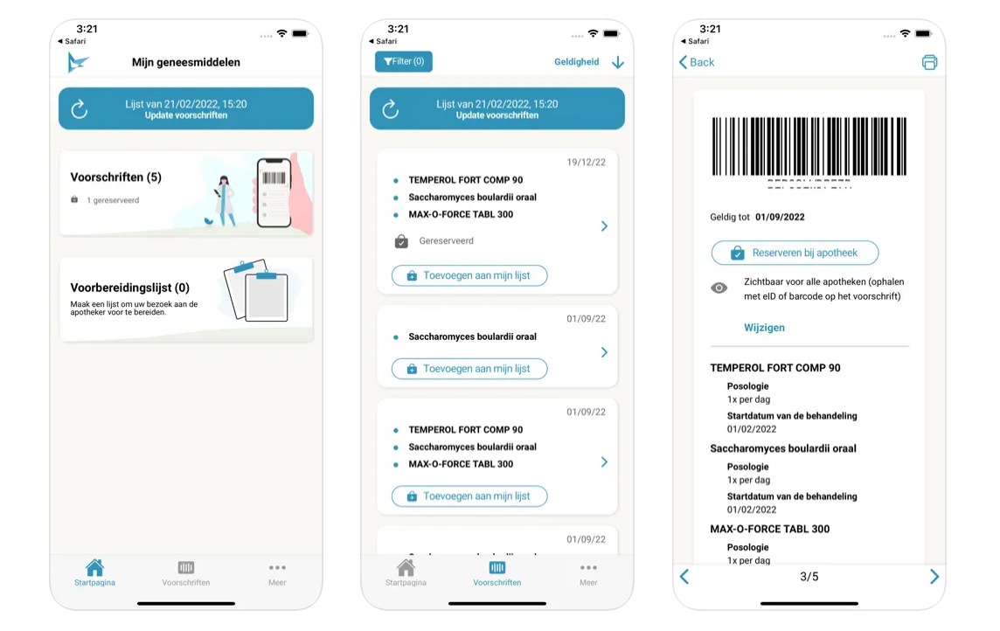 3:21
Safari
Mijn geneesmiddelen
Lijst van 21/02/2022, 15:20
Update voorschriften
Voorschriften (5)
1 gereserveerd
Voorbereidingslijst (0)
Maak een lijst om uw bezoek aan de
apotheker voor te bereiden.
Startpagina
Voorschriften
Meer
3:21
Safari
Filter (0)
Geldigheid
Lijst van 21/02/2022, 15:20
Update voorschriften
19/12/22
TEMPEROL FORT COMP 90
Saccharomyces boulardii oraal
MAX-O-FORCE TABL 300
Gereserveerd
Toevoegen aan mijn lijst
01/09/22
Saccharomyces boulardii oraal
Toevoegen aan mijn lijst
01/09/22
TEMPEROL FORT COMP 90
Saccharomyces boulardii oraal
MAX-O-FORCE TABL 300
Toevoegen aan mijn lijst
01/09/22
Startpagina
Voorschriften
Meer
3:21
Safari
Back
Geldig tot 01/09/2022
Reserveren bij apotheek
Zichtbaar voor alle apotheken (ophalen
met eID of barcode op het voorschrift)
Wijzigen
TEMPEROL FORT COMP 90
Posologie
1x per dag
Startdatum van de behandeling
01/02/2022
Saccharomyces boulardii oraal
Posologie
1x per dag
Startdatum van de behandeling
01/02/2022
MAX-O-FORCE TABL 300
Posologie
1x per dag
3/5